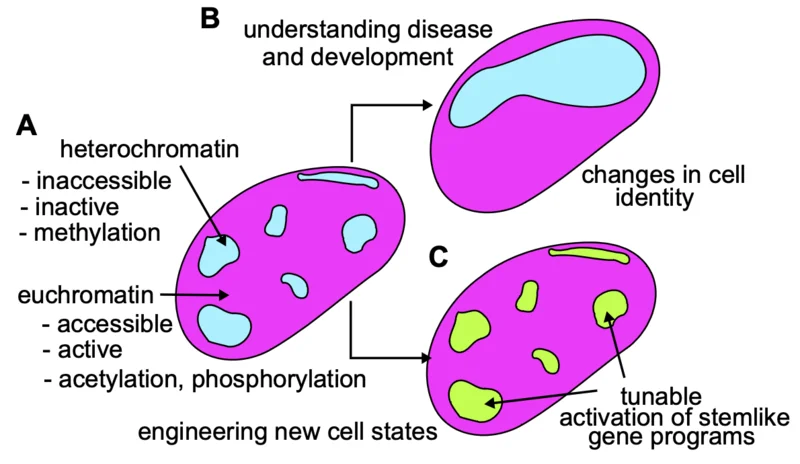 B
understanding disease
and development
A
heterochromatin
- inaccessible
- inactive
- methylation
changes in cell
identity
C
euchromatin
- accessible
- active
- acetylation, phosphorylation
engineering new cell states
tunable
activation of stemlike
gene programs